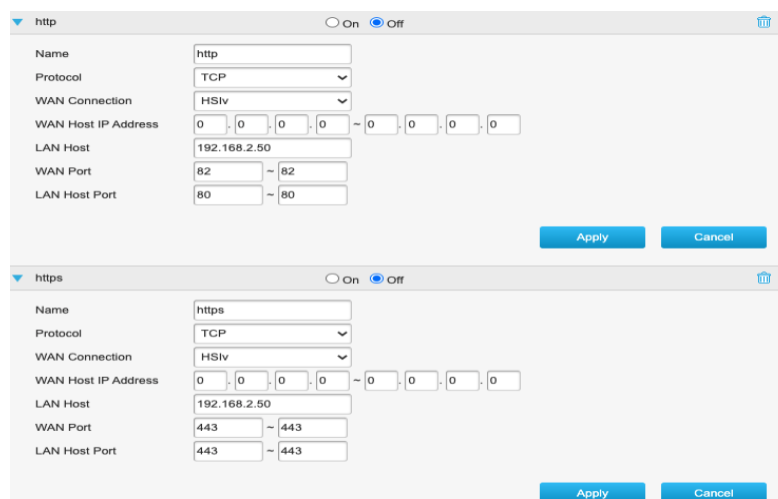 http On Off
Name http
Protocol TCP
WAN Connection HSIv
WAN Host IP Address 0 . 0 . 0 . 0 ~ 0 . 0 . 0 . 0
LAN Host 192.168.2.50
WAN Port 82 ~ 82
LAN Host Port 80 ~ 80
Apply Cancel
https On Off
Name https
Protocol TCP
WAN Connection HSIv
WAN Host IP Address 0 . 0 . 0 . 0 ~ 0 . 0 . 0 . 0
LAN Host 192.168.2.50
WAN Port 443 ~ 443
LAN Host Port 443 ~ 443
Apply Cancel